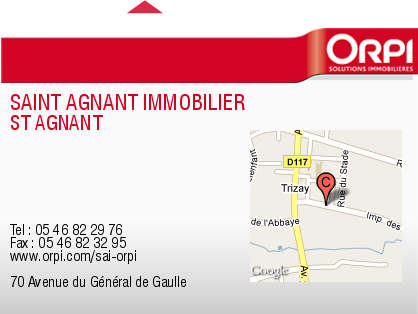 ORPI
SOLUTIONS IMMOBILIÈRES
SAINT AGNANT IMMOBILIER
ST AGNANT
D117
Rue du Stade
C
Trizay
Imp. des
de l'Abbaye
Av.
Google
Tel : 05 46 82 29 76
Fax : 05 46 82 32 95
www.orpi.com/sai-orpi
70 Avenue du Général de Gaulle